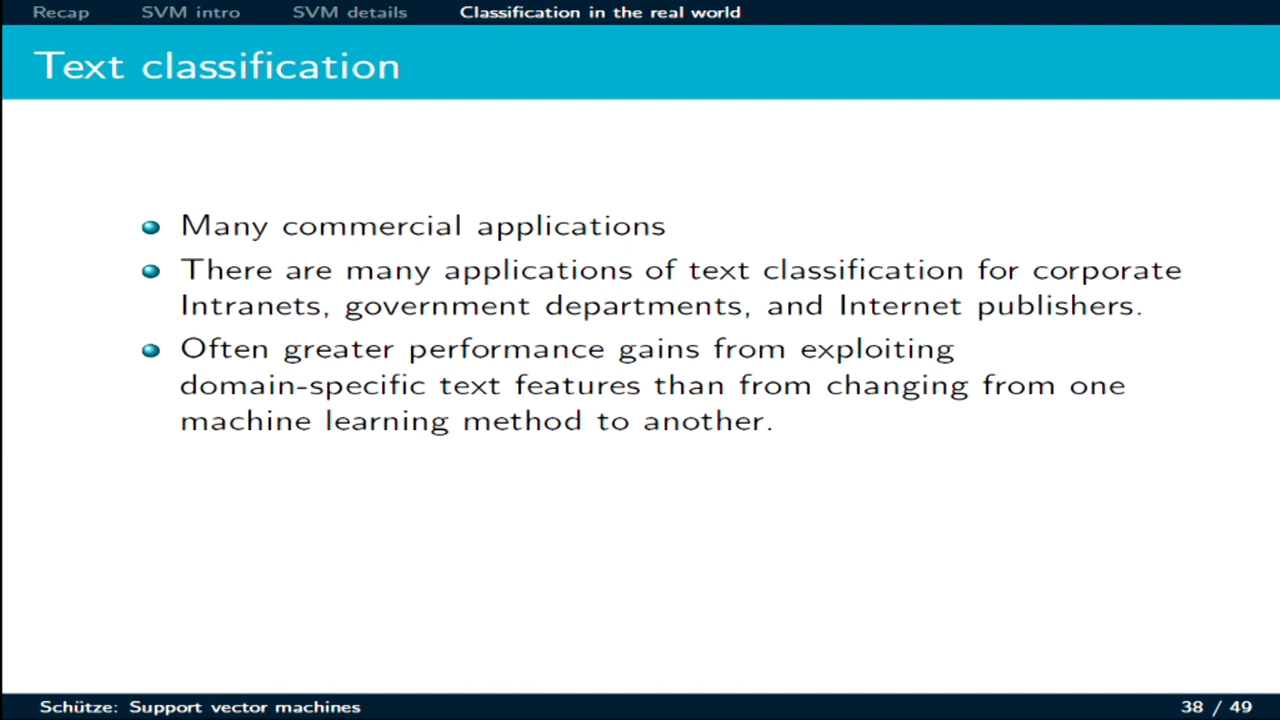 Recap SVM intro SVM details Classification in the real world
Text classification
Many commercial applications
There are many applications of text classification for corporate
Intranets, government departments, and Internet publishers.
Often greater performance gains from exploiting
domain-specific text features than from changing from one
machine learning method to another.
Schütze: Support vector machines 38 / 49